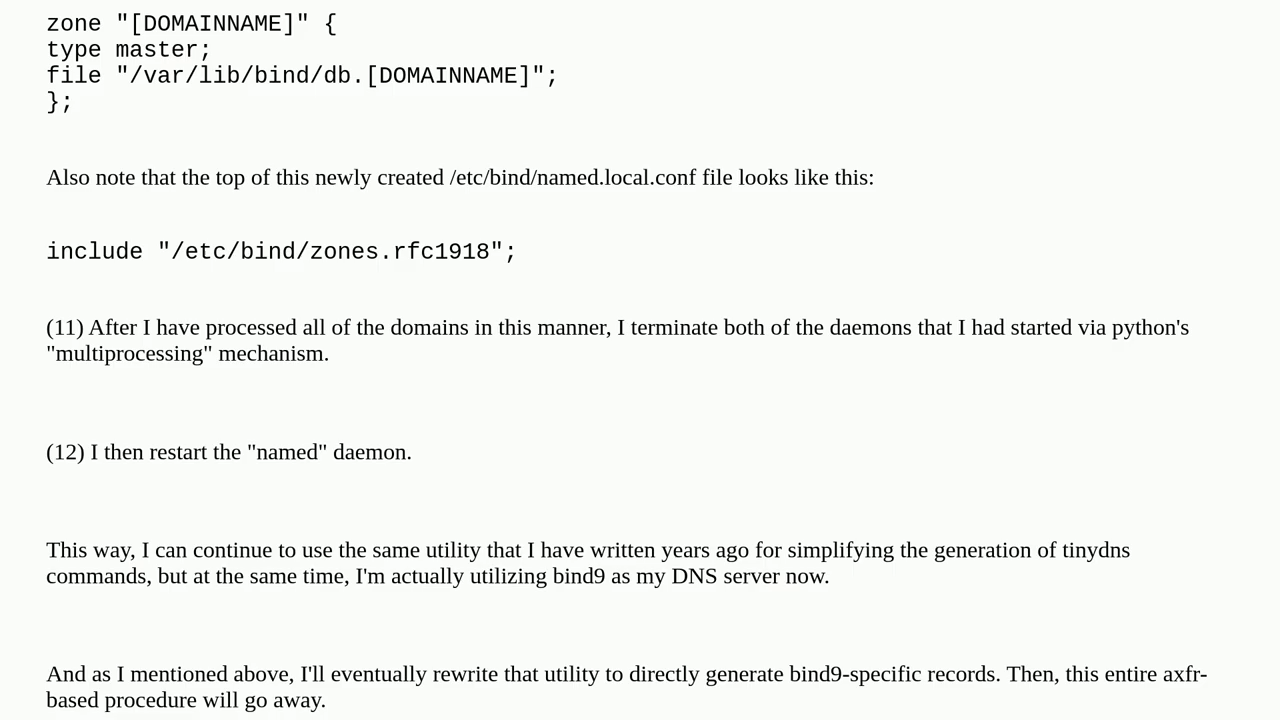 zone "[DOMAINNAME]" {
type master;
file "/var/lib/bind/db.[DOMAINNAME]";
};
Also note that the top of this newly created /etc/bind/named.local.conf file looks like this:
include "/etc/bind/zones.rfc1918";
(11) After I have processed all of the domains in this manner, I terminate both of the daemons that I had started via python's
"multiprocessing" mechanism.
(12) I then restart the "named" daemon.
This way, I can continue to use the same utility that I have written years ago for simplifying the generation of tinydns
commands, but at the same time, I'm actually utilizing bind9 as my DNS server now.
And as I mentioned above, I'll eventually rewrite that utility to directly generate bind9-specific records. Then, this entire axfr-
based procedure will go away.